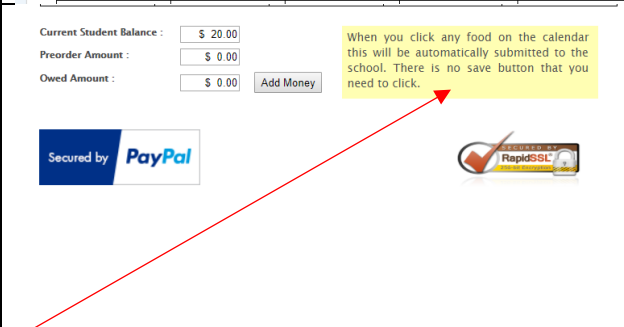 Current Student Balance : $ 20.00
Preorder Amount : $ 0.00
Owed Amount : $ 0.00 Add Money
When you click any food on the calendar
this will be automatically submitted to the
school. There is no save button that you
need to click.
Secured by PayPal
SECURED BY
RapidSSL